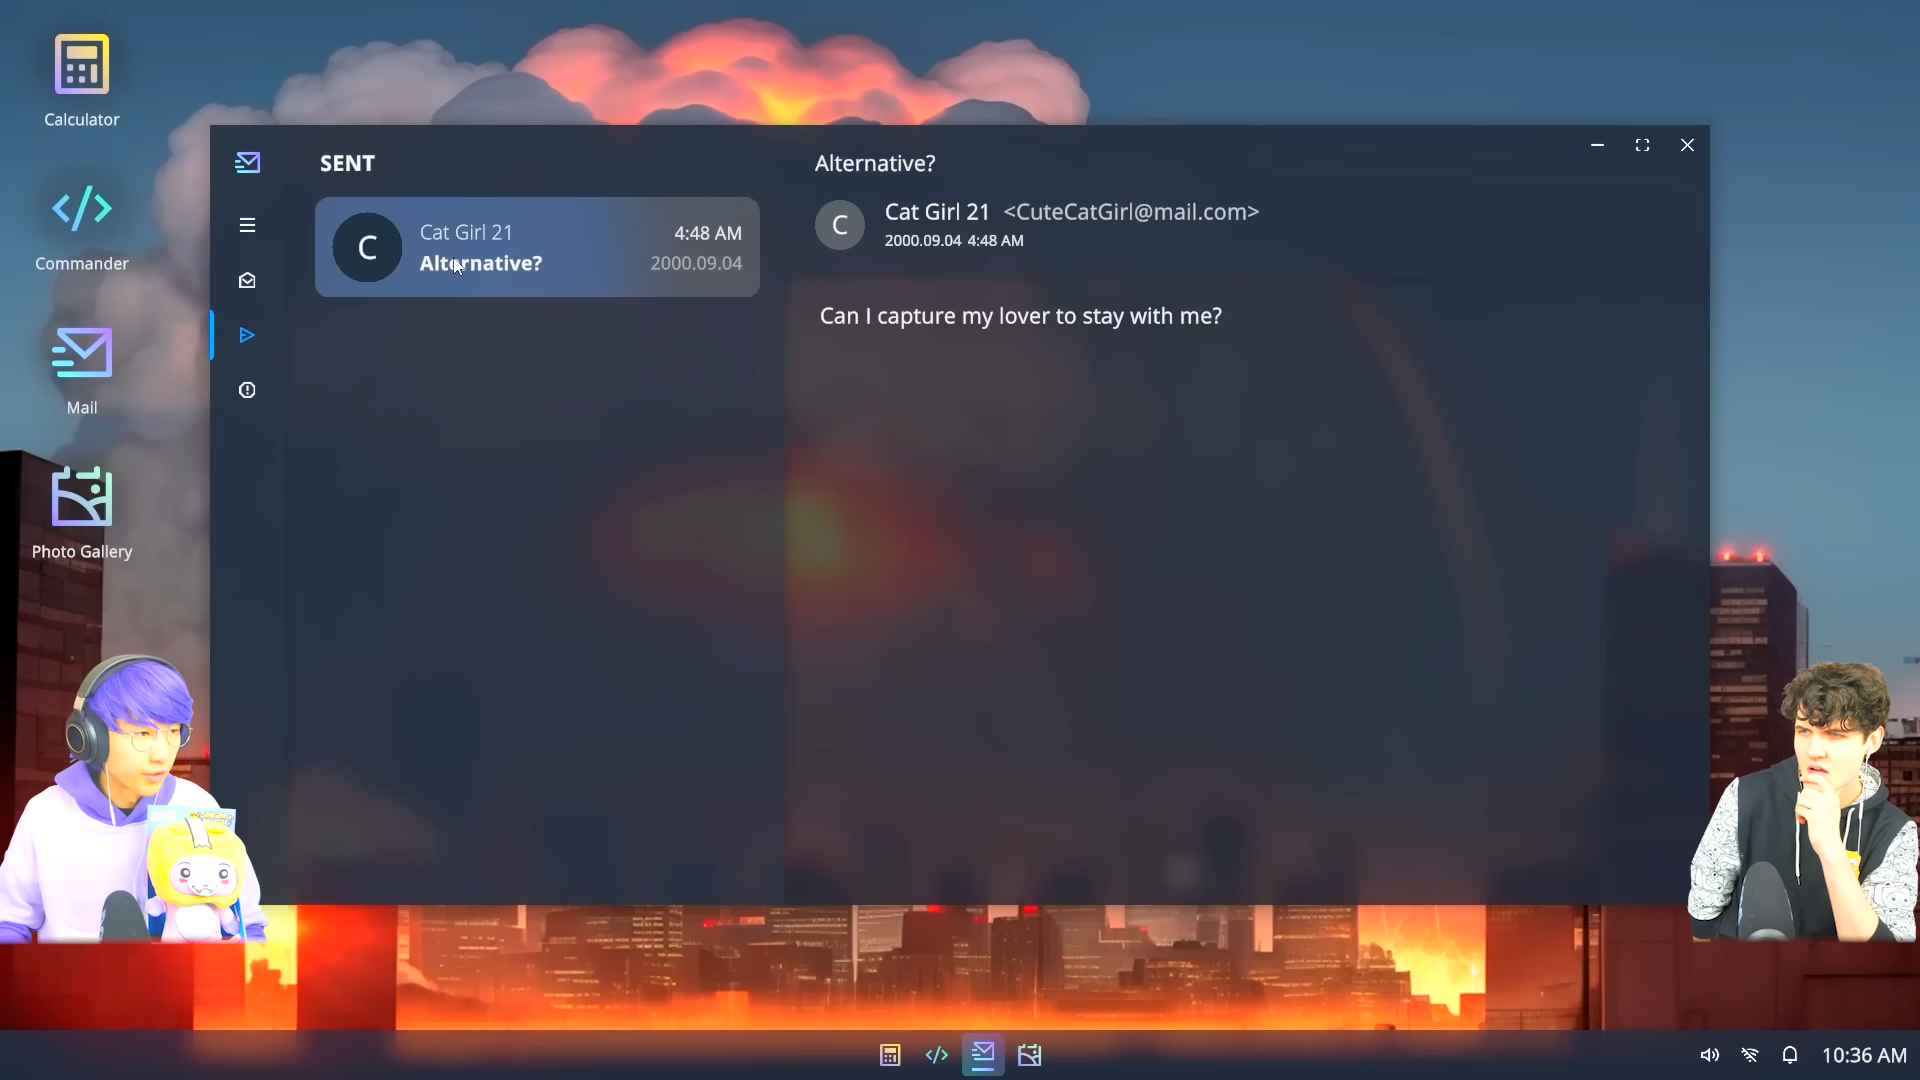 Calculator
Commander
Mail
Photo Gallery
SENT
C
Cat Girl 21
4:48 AM
Alternative?
2000.09.04
Alternative?
C
Cat Girl 21 <CuteCatGirl@mail.com>
2000.09.04 4:48 AM
Can I capture my lover to stay with me?
10:36 AM